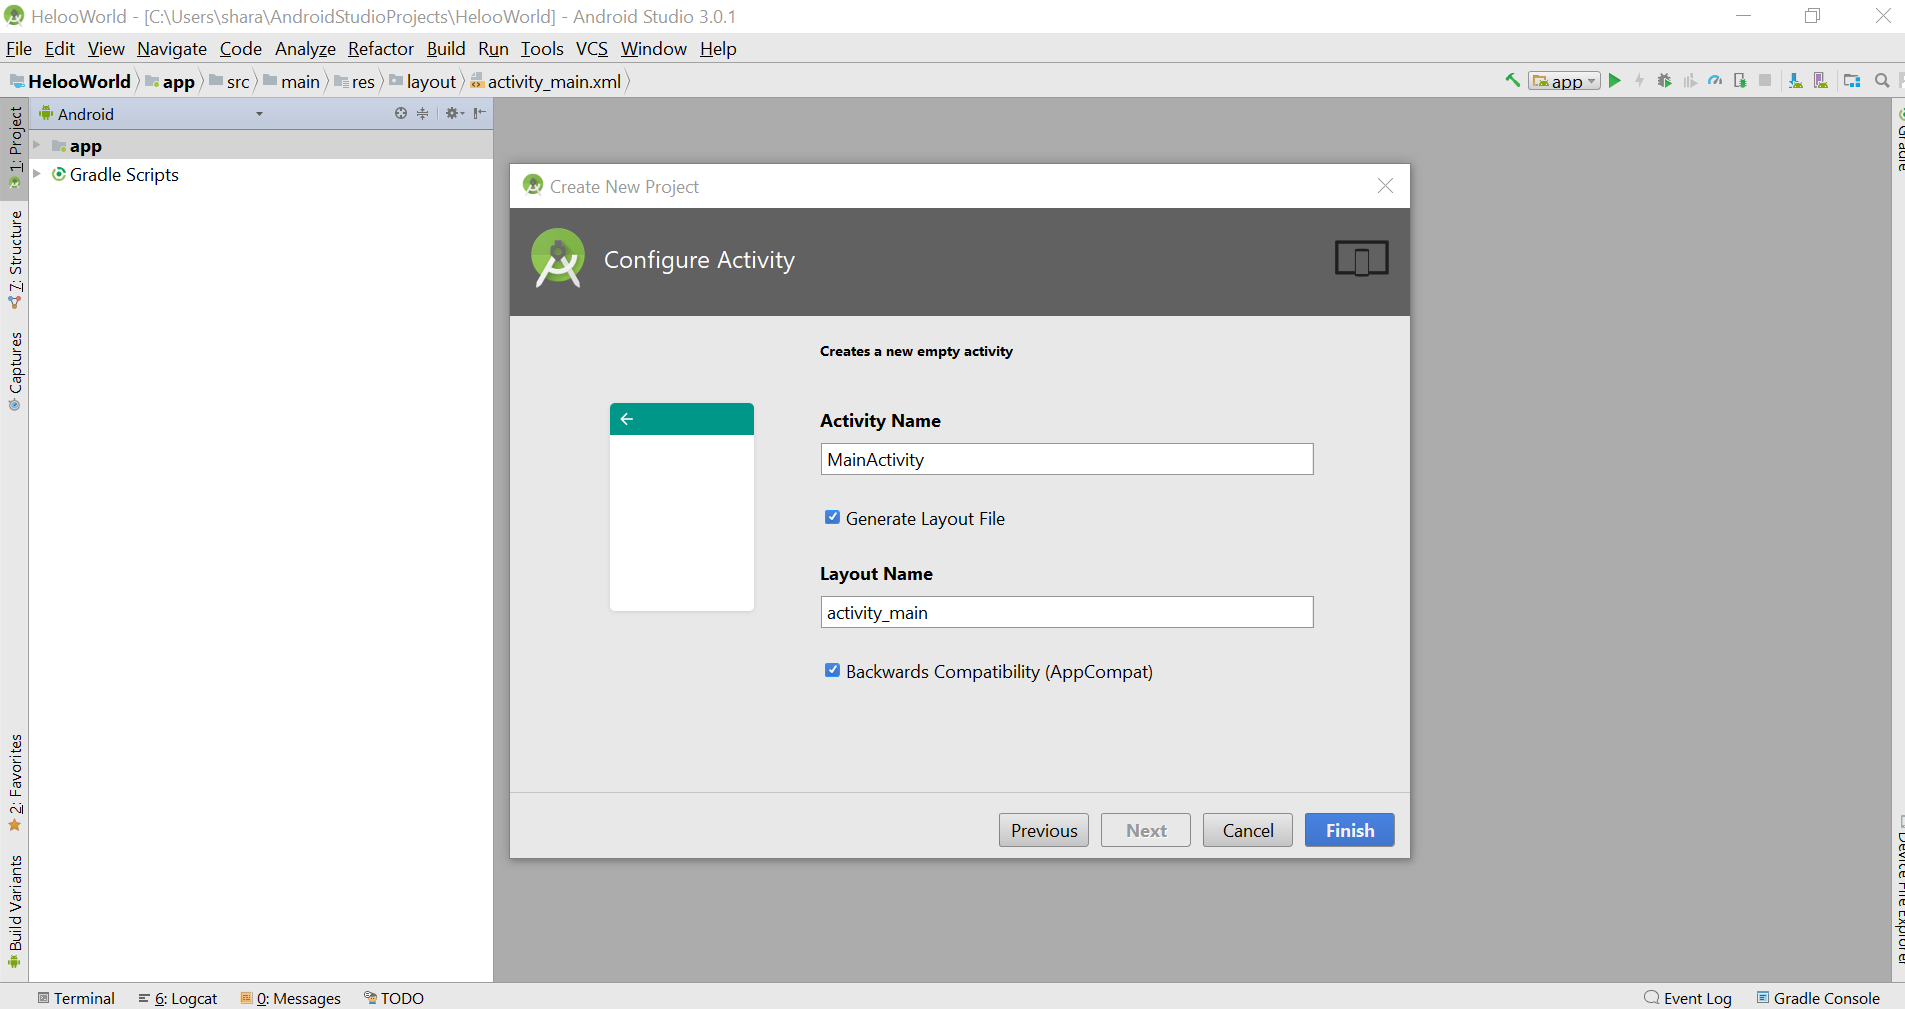 HelooWorld - [C:\Users\shara\AndroidStudioProjects\HelooWorld] - Android Studio 3.0.1
File Edit View Navigate Code Analyze Refactor Build Run Tools VCS Window Help
HelooWorld app src main res layout activity_main.xml app
1: Project
Android
app
Gradle Scripts
7: Structure
Captures
2: Favorites
Build Variants
Create New Project
Configure Activity
Creates a new empty activity
Activity Name
MainActivity
Generate Layout File
Layout Name
activity_main
Backwards Compatibility (AppCompat)
Previous Next Cancel Finish
Gradle
Device File Explorer
Terminal 6: Logcat 0: Messages TODO Event Log Gradle Console